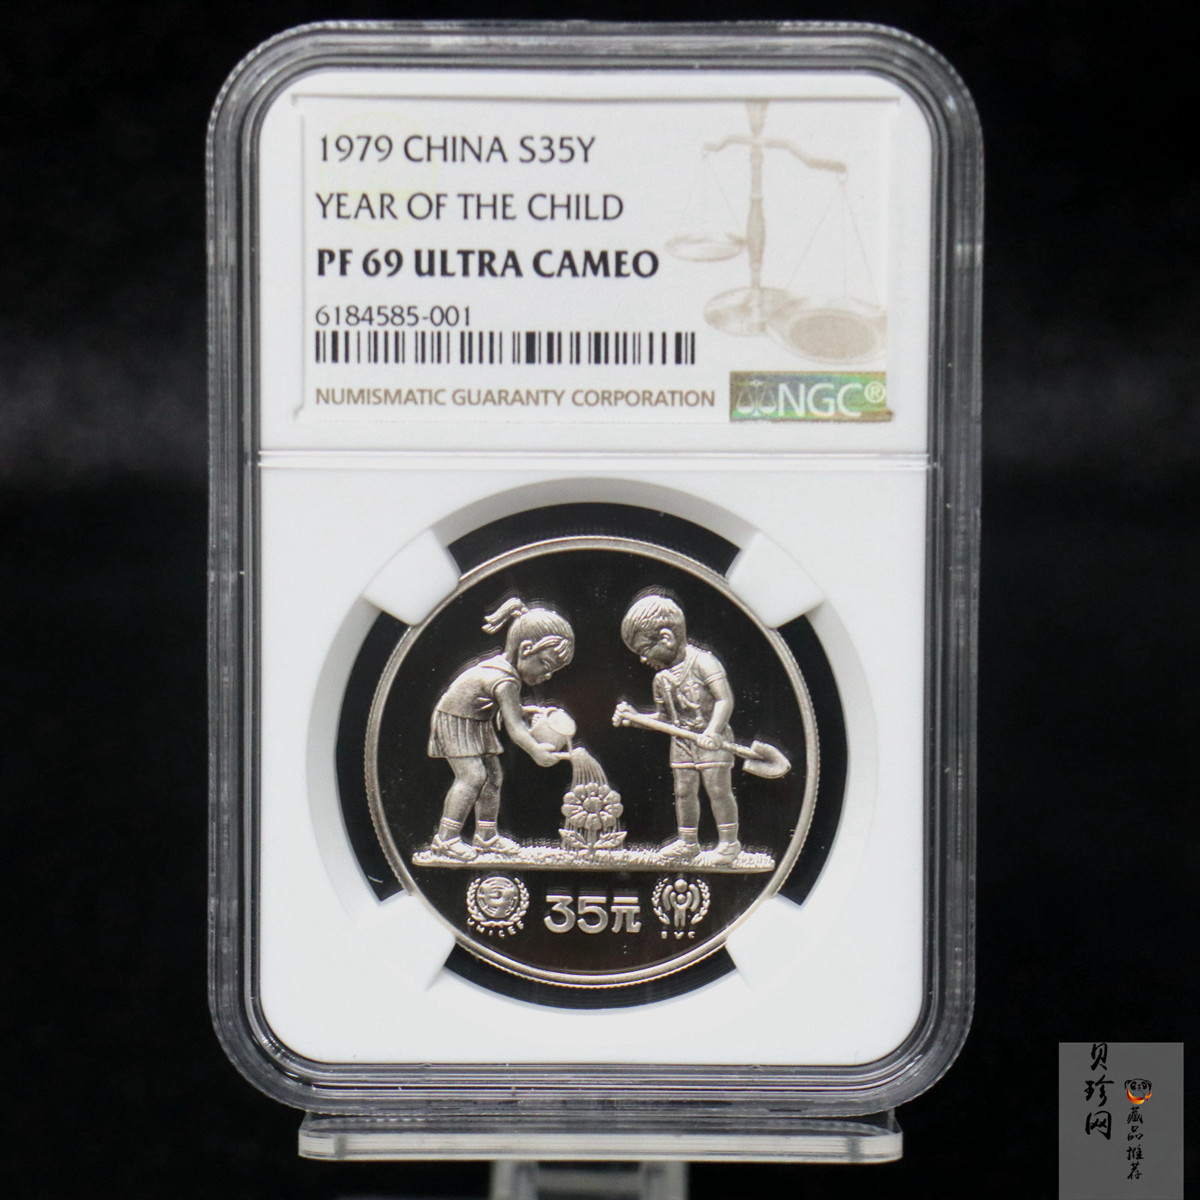 1979 CHINA S35Y
YEAR OF THE CHILD
PF 69 ULTRA CAMEO
6184585-001
NUMISMATIC GUARANTY CORPORATION
NGC®
35元
UNICEF
IYC
贝珍网
藏品推荐